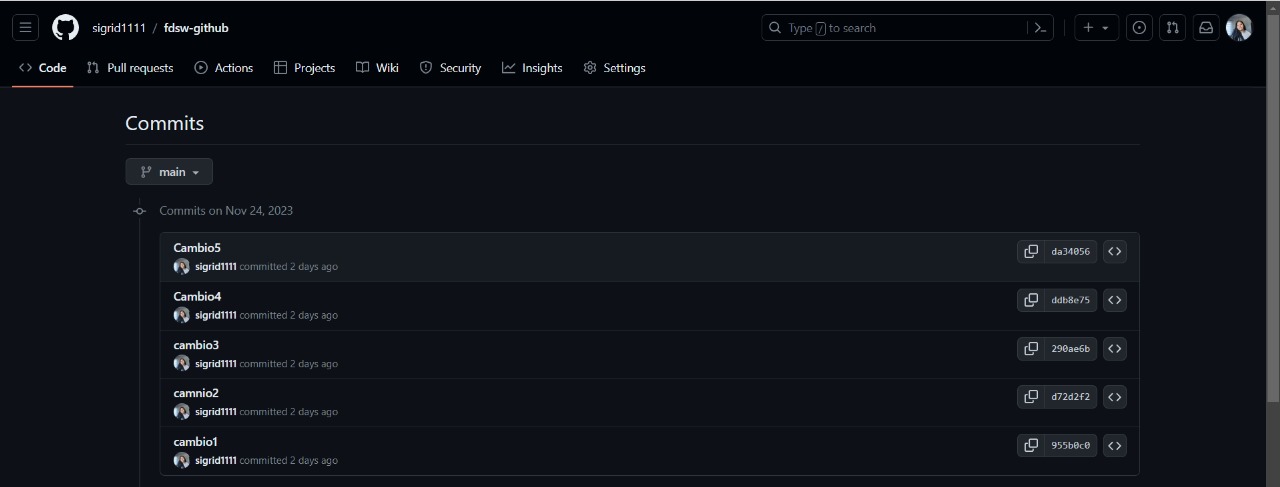 sigrid1111 / fdsw-github
Type / to search
Code Pull requests Actions Projects Wiki Security Insights Settings
Commits
main
Commits on Nov 24, 2023
Cambio5
sigrid1111 committed 2 days ago
da34056
Cambio4
sigrid1111 committed 2 days ago
ddb8e75
cambio3
sigrid1111 committed 2 days ago
290ae6b
camnio2
sigrid1111 committed 2 days ago
d72d2f2
cambio1
sigrid1111 committed 2 days ago
955b0c0